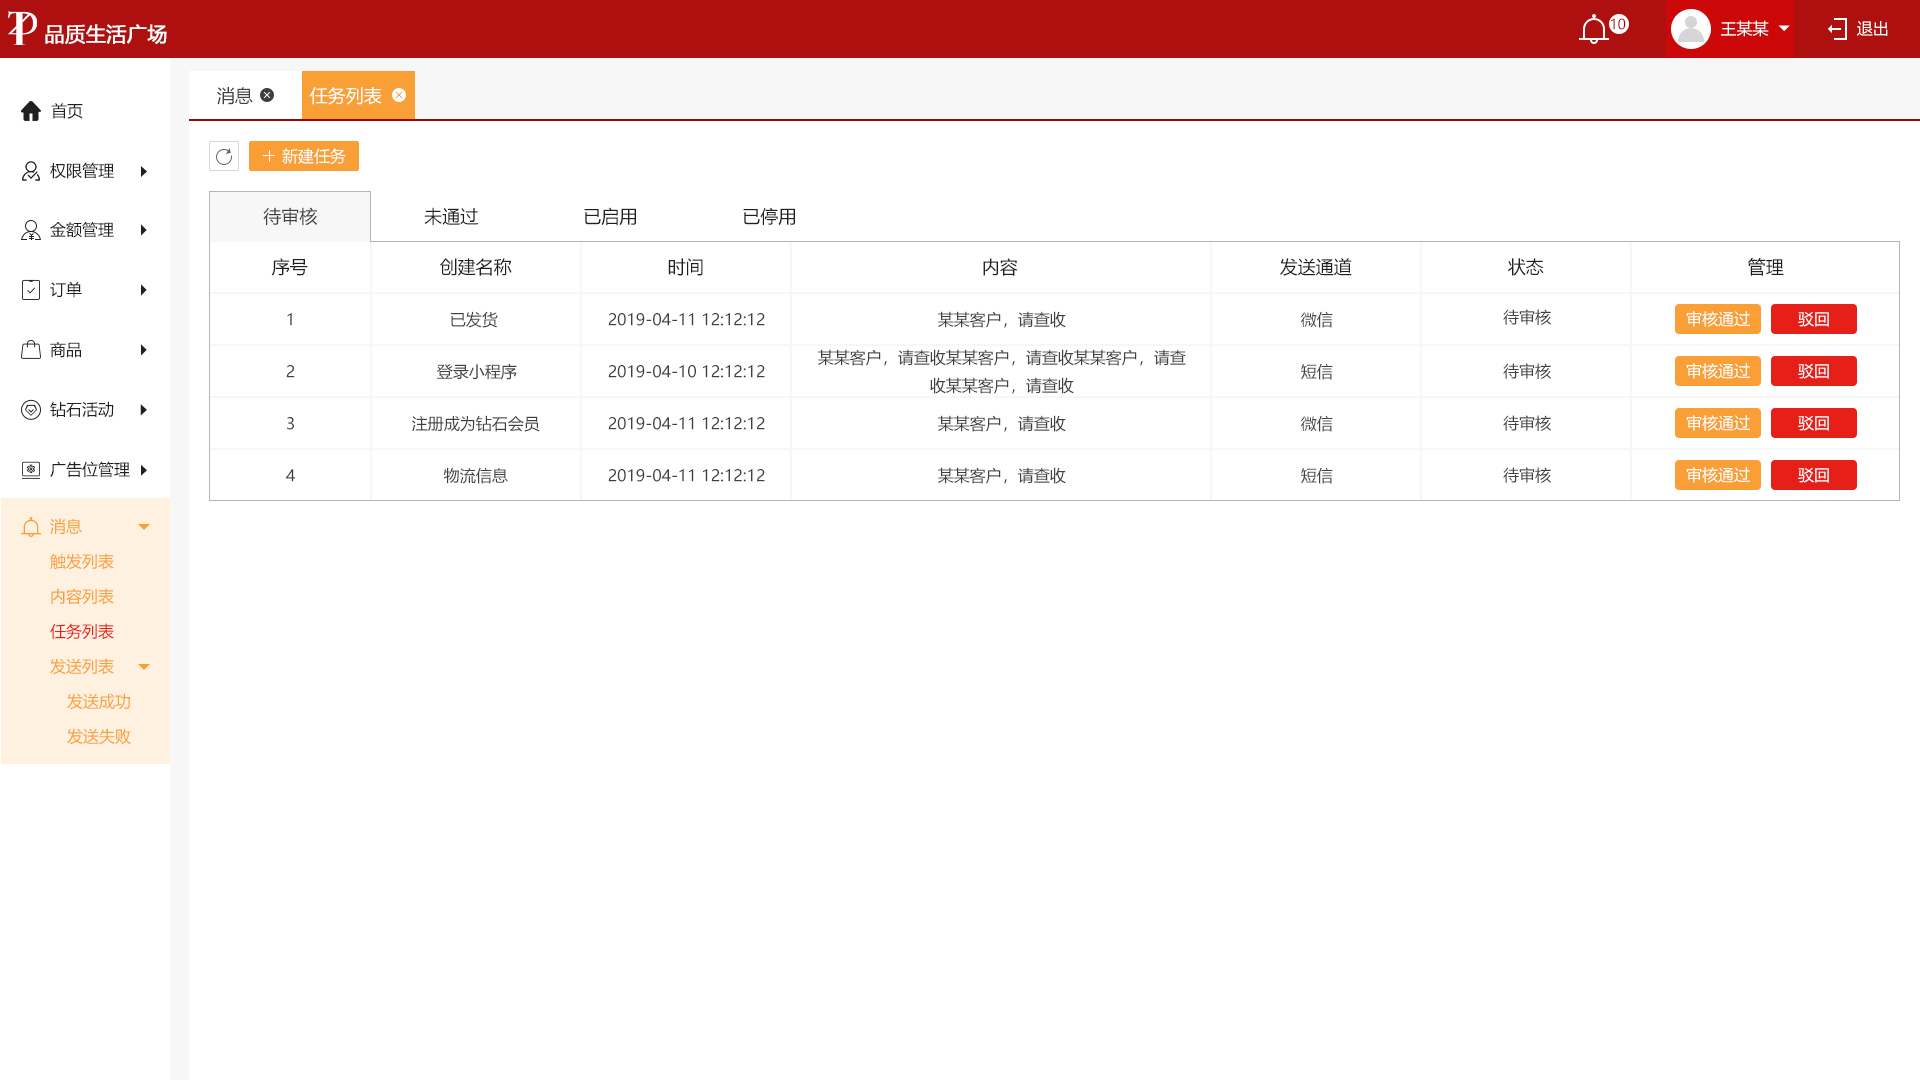 TP 品质生活广场
10
王某某
退出
首页
权限管理
金额管理
订单
商品
钻石活动
广告位管理
消息
触发列表
内容列表
任务列表
发送列表
发送成功
发送失败
消息
任务列表
新建任务
待审核 未通过 已启用 已停用
序号 创建名称 时间 内容 发送通道 状态 管理
1 已发货 2019-04-11 12:12:12 某某客户，请查收 微信 待审核 审核通过 驳回
2 登录小程序 2019-04-10 12:12:12 某某客户，请查收某某客户，请查收某某客户，请查
收某某客户，请查收 短信 待审核 审核通过 驳回
3 注册成为钻石会员 2019-04-11 12:12:12 某某客户，请查收 微信 待审核 审核通过 驳回
4 物流信息 2019-04-11 12:12:12 某某客户，请查收 短信 待审核 审核通过 驳回